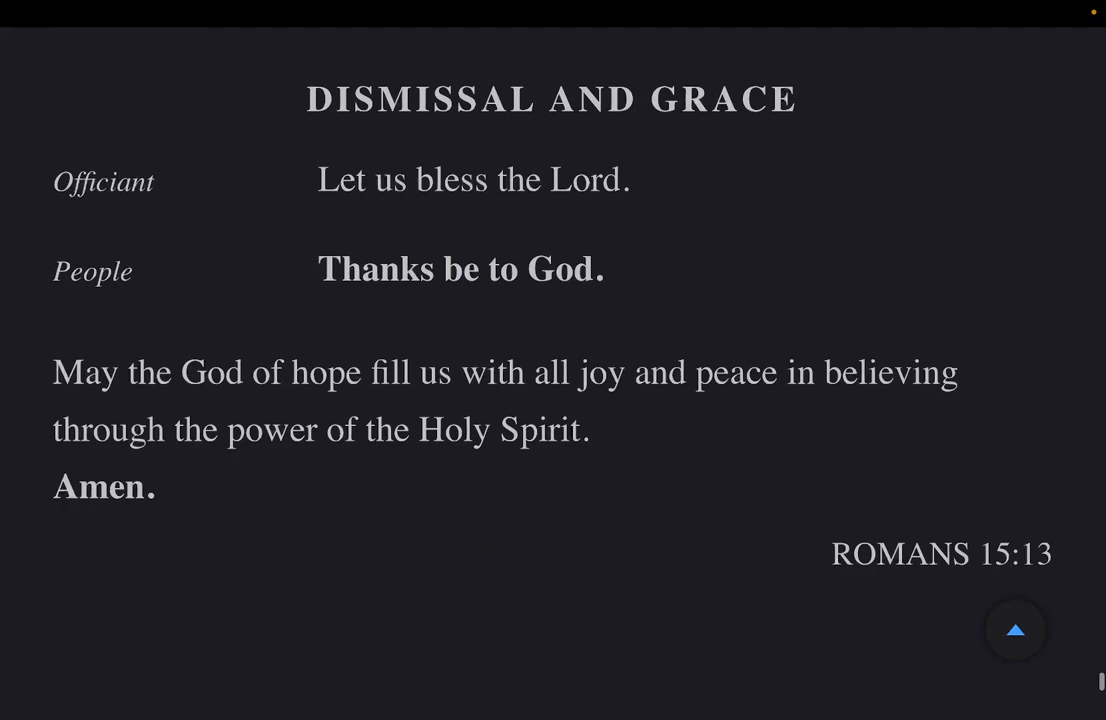 DISMISSAL AND GRACE
Officiant Let us bless the Lord.
People Thanks be to God.
May the God of hope fill us with all joy and peace in believing
through the power of the Holy Spirit.
Amen.
ROMANS 15:13